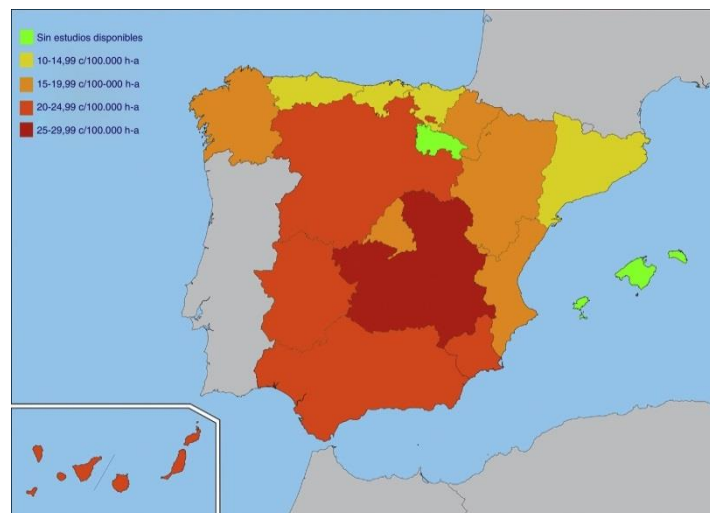 Sin estudios disponibles
10-14,99 c/100.000 h-a
15-19,99 c/100-000 h-a
20-24,99 c/100.000 h-a
25-29,99 c/100.000 h-a